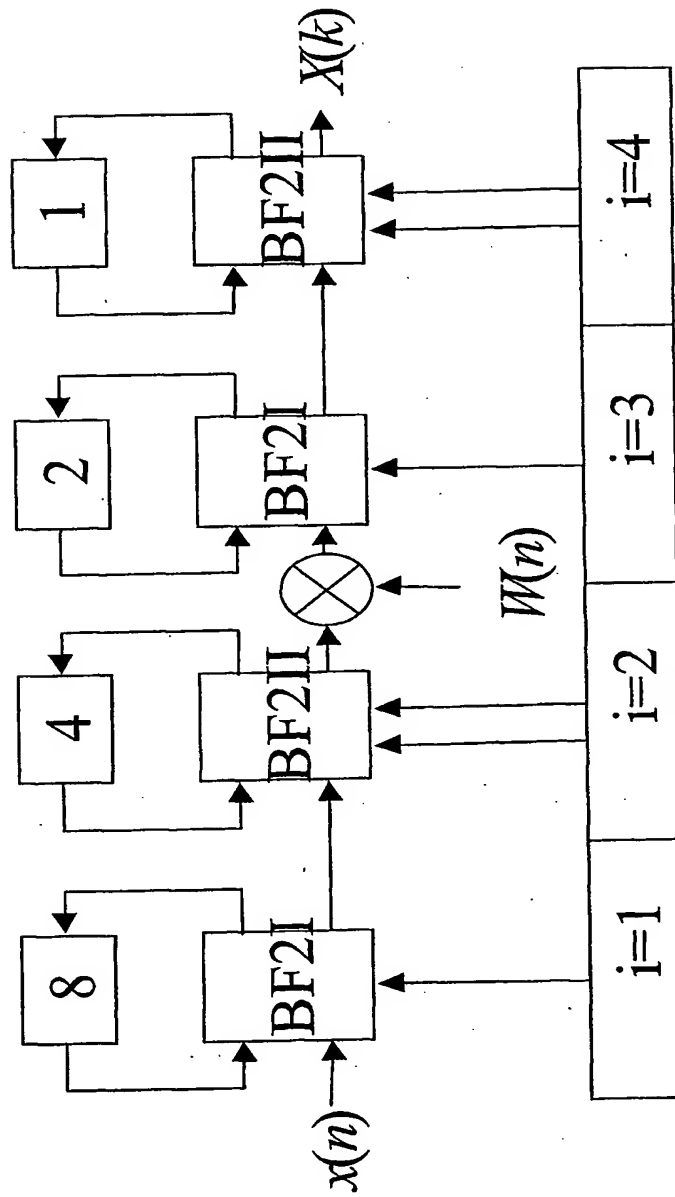 8
4
2
1
BF2I
BF2II
BF2I
BF2II
x(n)
X(k)
W(n)
i=1
i=2
i=3
i=4